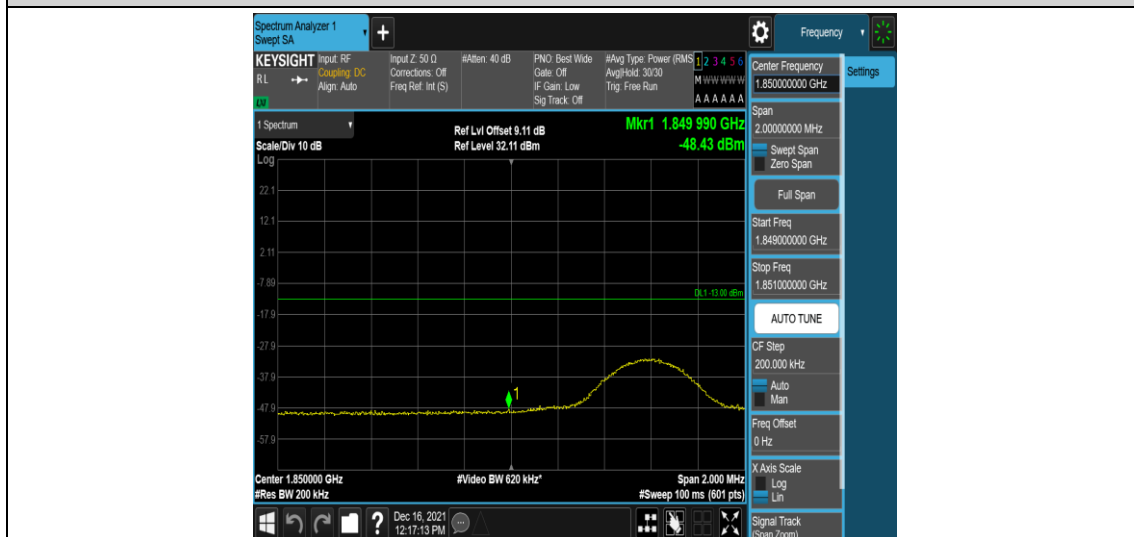 Spectrum Analyzer 1
Swept SA
+
Frequency
KEYSIGHT
RL
LXI
Input: RF
Coupling: DC
Align: Auto
Input Z: 50 Ω
Corrections: Off
Freq Ref: Int (S)
#Atten: 40 dB
PNO: Best Wide
Gate: Off
IF Gain: Low
Sig Track: Off
#Avg Type: Power (RMS
Avg|Hold: 30/30
Trig: Free Run
1 2 3 4 5 6
M W W W W W
A A A A A A
1 Spectrum
Scale/Div 10 dB
Log
Ref Lvl Offset 9.11 dB
Ref Level 32.11 dBm
Mkr1 1.849 990 GHz
-48.43 dBm
22.1
12.1
2.11
-7.89
DL1 -13.00 dBm
-17.9
-27.9
-37.9
1
-47.9
-57.9
Center 1.850000 GHz
#Res BW 200 kHz
#Video BW 620 kHz*
Span 2.000 MHz
#Sweep 100 ms (601 pts)
?
Dec 16, 2021
12:17:13 PM
Center Frequency
1.850000000 GHz
Settings
Span
2.00000000 MHz
Swept Span
Zero Span
Full Span
Start Freq
1.849000000 GHz
Stop Freq
1.851000000 GHz
AUTO TUNE
CF Step
200.000 kHz
Auto
Man
Freq Offset
0 Hz
X Axis Scale
Log
Lin
Signal Track
(Span Zoom)